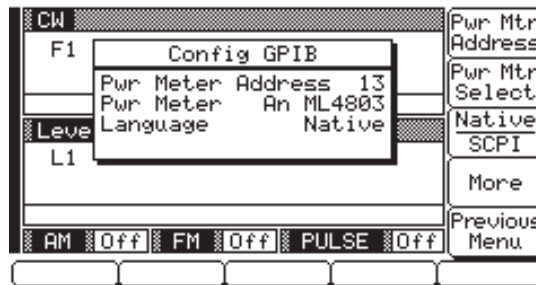 CW
F1
Config GPIB
Pwr Meter Address 13
Pwr Meter An ML4803
Language Native
Leve
L1
AM Off FM Off PULSE Off
Pwr Mtr
Address
Pwr Mtr
Select
Native
SCPI
More
Previous
Menu